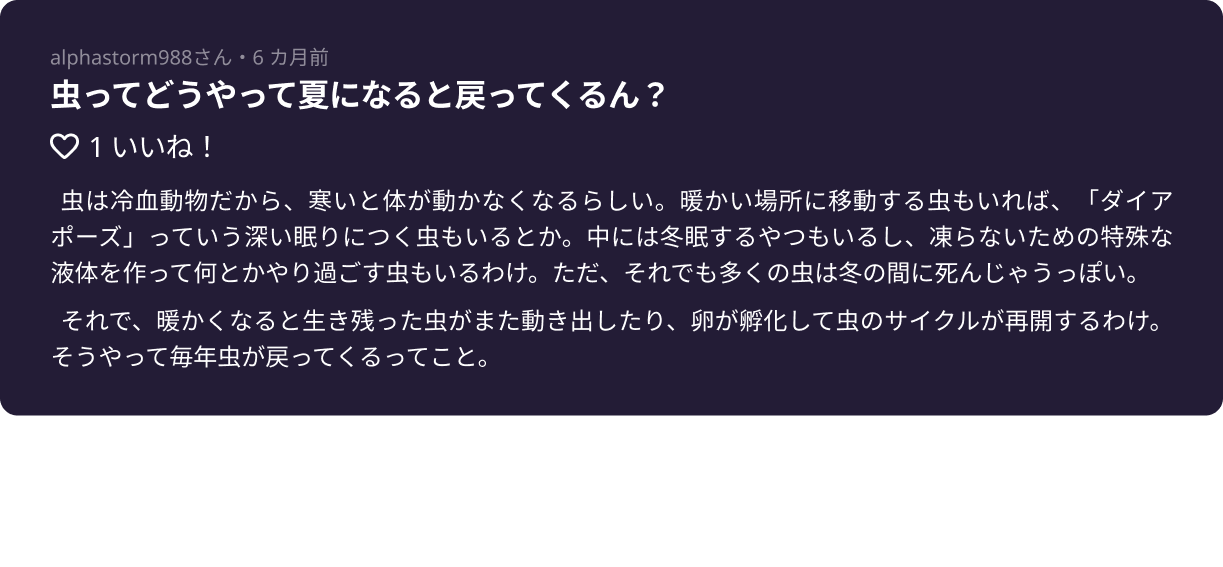 alphastorm988さん・6 カ月前
虫ってどうやって夏になると戻ってくるん？
1 いいね！
虫は冷血動物だから、寒いと体が動かなくなるらしい。暖かい場所に移動する虫もいれば、「ダイア
ポーズ」っていう深い眠りにつく虫もいるとか。中には冬眠するやつもいるし、凍らないための特殊な
液体を作って何とかやり過ごす虫もいるわけ。ただ、それでも多くの虫は冬の間に死んじゃうっぽい。
それで、暖かくなると生き残った虫がまた動き出したり、卵が孵化して虫のサイクルが再開するわけ。
そうやって毎年虫が戻ってくるってこと。